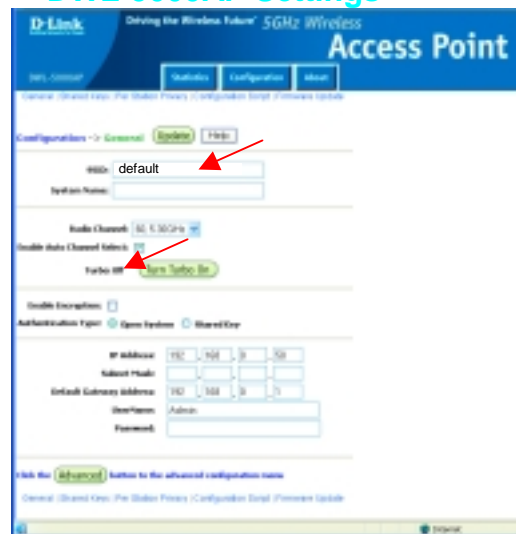 D-Link Driving the Wireless Future 5GHz Wireless
Access Point
DWL-5000AP Statistics Configuration About
General | Shared Keys | Per Station Privacy | Configuration Script | Firmware Update
Configuration -> General Update Help
SSID: default
System Name:
Radio Channel: 60, 5.30GHz
Enable Auto Channel Select:
Turbo Off Turn Turbo On
Enable Encryption:
Authentication Type: Open System Shared Key
IP Address: 192 . 168 . 0 . 50
Subnet Mask: . . .
Default Gateway Address: 192 . 168 . 0 . 1
UserName: Admin
Password:
Click the Advanced button to the advanced configuration name
General | Shared Keys | Per Station Privacy | Configuration Script | Firmware Update
Internet